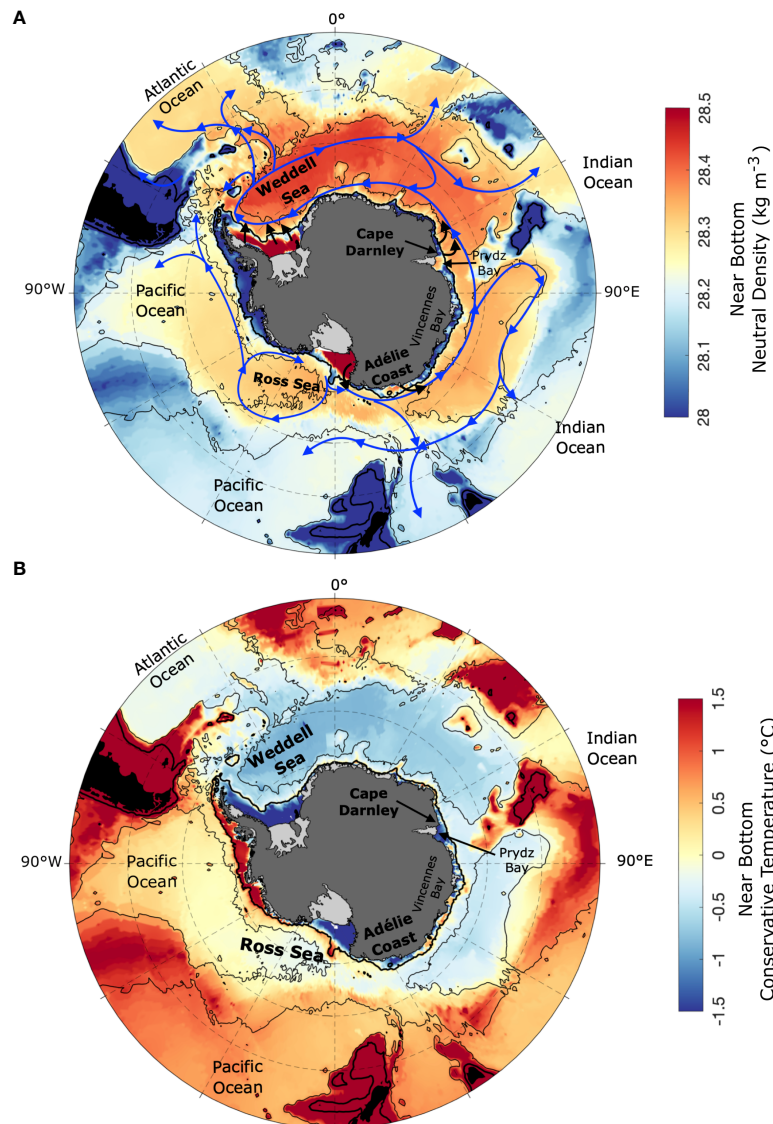 A
0°
Atlantic
Ocean
Weddell
Sea
Indian
Ocean
Cape
Darnley
Prydz
Bay
90°W
Pacific
Ocean
Vincennes
Bay
90°E
Adélie
Coast
Ross Sea
Indian
Ocean
Pacific
Ocean
28.5
28.4
28.3
28.2
28.1
28
Near Bottom
Neutral Density (kg m⁻³)
B
0°
Atlantic
Ocean
Weddell
Sea
Indian
Ocean
Cape
Darnley
Prydz
Bay
90°W
Pacific
Ocean
Vincennes
Bay
90°E
Adélie
Coast
Ross Sea
Pacific
Ocean
1.5
1
0.5
0
-0.5
-1
-1.5
Near Bottom
Conservative Temperature (°C)